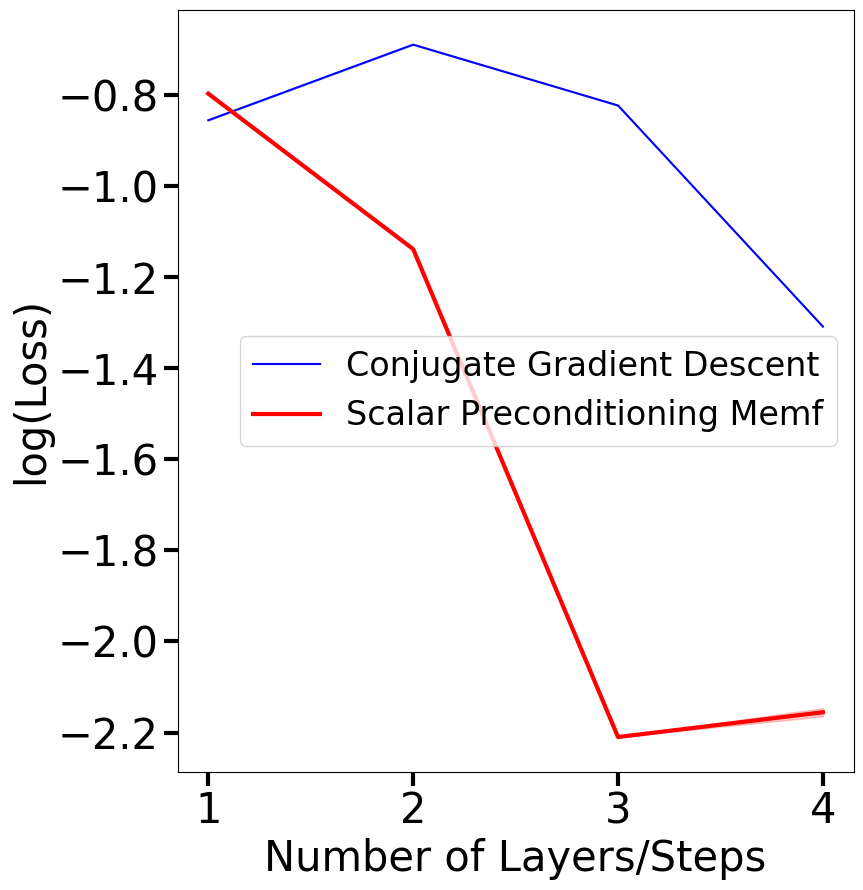 log(Loss)
−0.8
−1.0
−1.2
−1.4
−1.6
−1.8
−2.0
−2.2
Conjugate Gradient Descent
Scalar Preconditioning Memf
1 2 3 4
Number of Layers/Steps